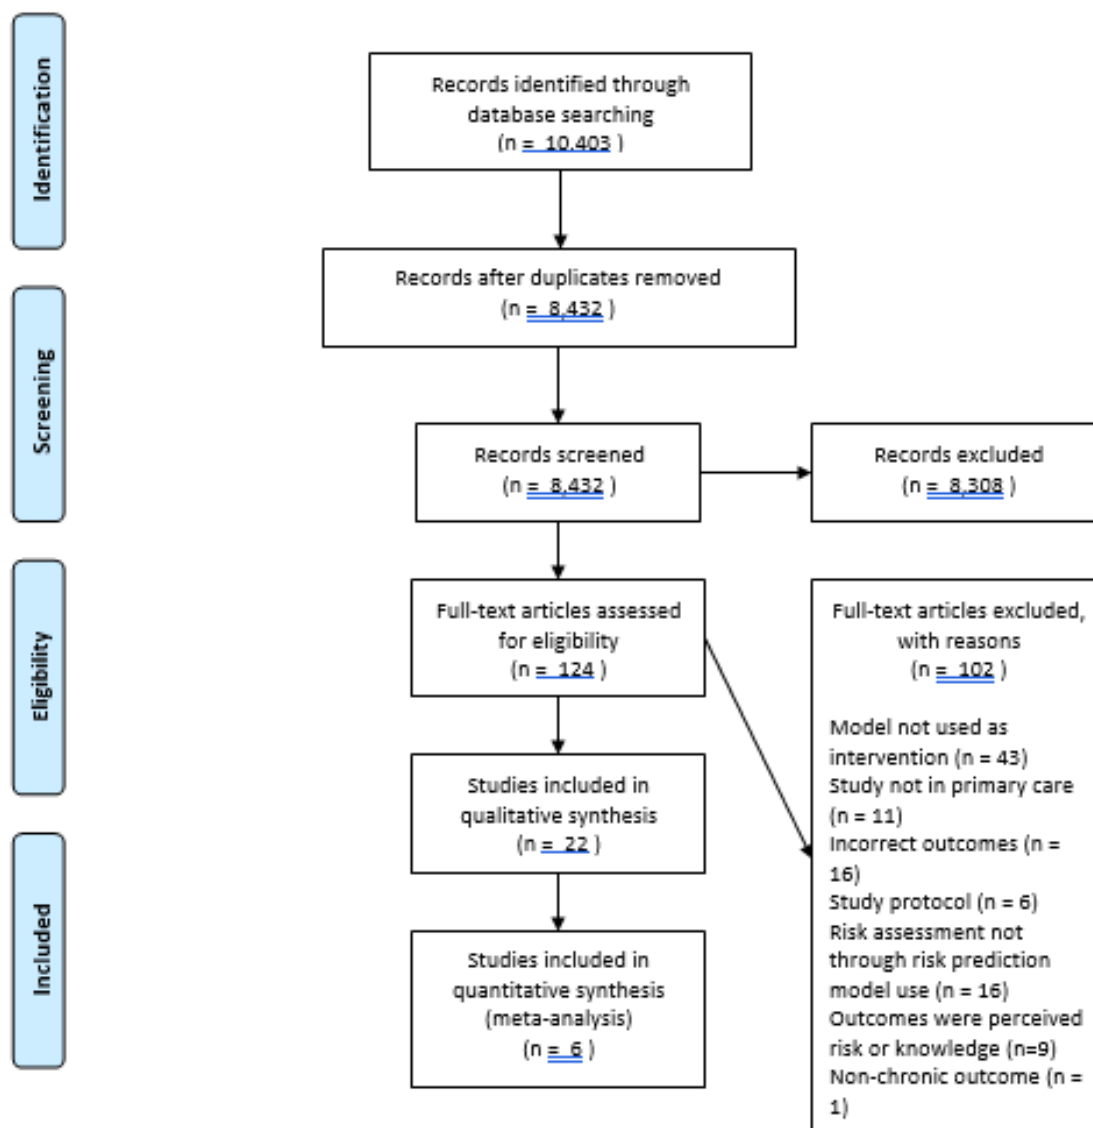 Identification
Records identified through
database searching
(n = 10,403 )
Records after duplicates removed
(n = 8,432 )
Screening
Records screened
(n = 8,432 )
Records excluded
(n = 8,308 )
Eligibility
Full-text articles assessed
for eligibility
(n = 124 )
Full-text articles excluded,
with reasons
(n = 102 )
Model not used as
intervention (n = 43)
Study not in primary care
(n = 11)
Incorrect outcomes (n =
16)
Study protocol (n = 6)
Risk assessment not
through risk prediction
model use (n = 16)
Outcomes were perceived
risk or knowledge (n=9)
Non-chronic outcome (n =
1)
Studies included in
qualitative synthesis
(n = 22 )
Included
Studies included in
quantitative synthesis
(meta-analysis)
(n = 6 )